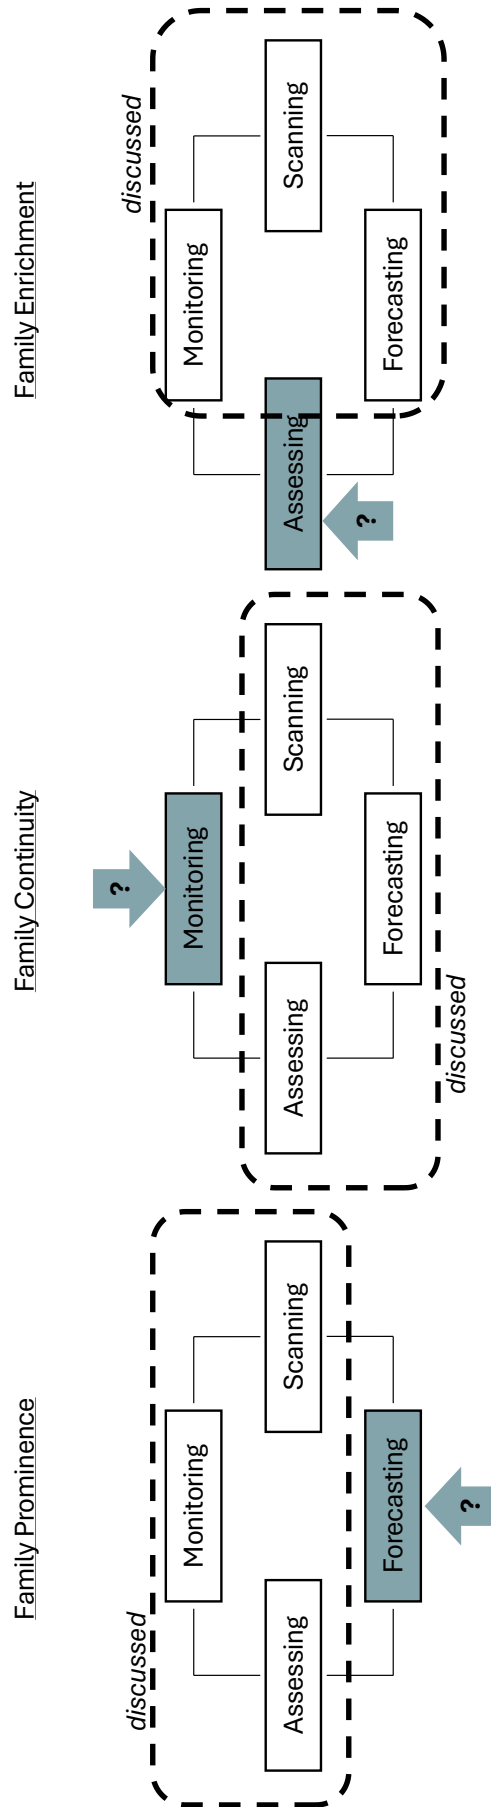 Family Prominence
discussed
Monitoring
Assessing
Scanning
Forecasting
?
Family Continuity
?
Monitoring
Assessing
Scanning
Forecasting
discussed
Family Enrichment
discussed
Monitoring
Assessing
Scanning
Forecasting
?